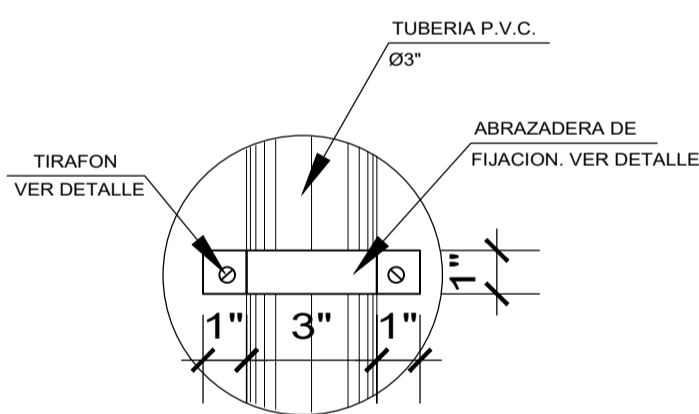 TUBERIA P.V.C.
Ø3"
ABRAZADERA DE
FIJACION. VER DETALLE
TIRAFON
VER DETALLE
1"
1"
3"
1"